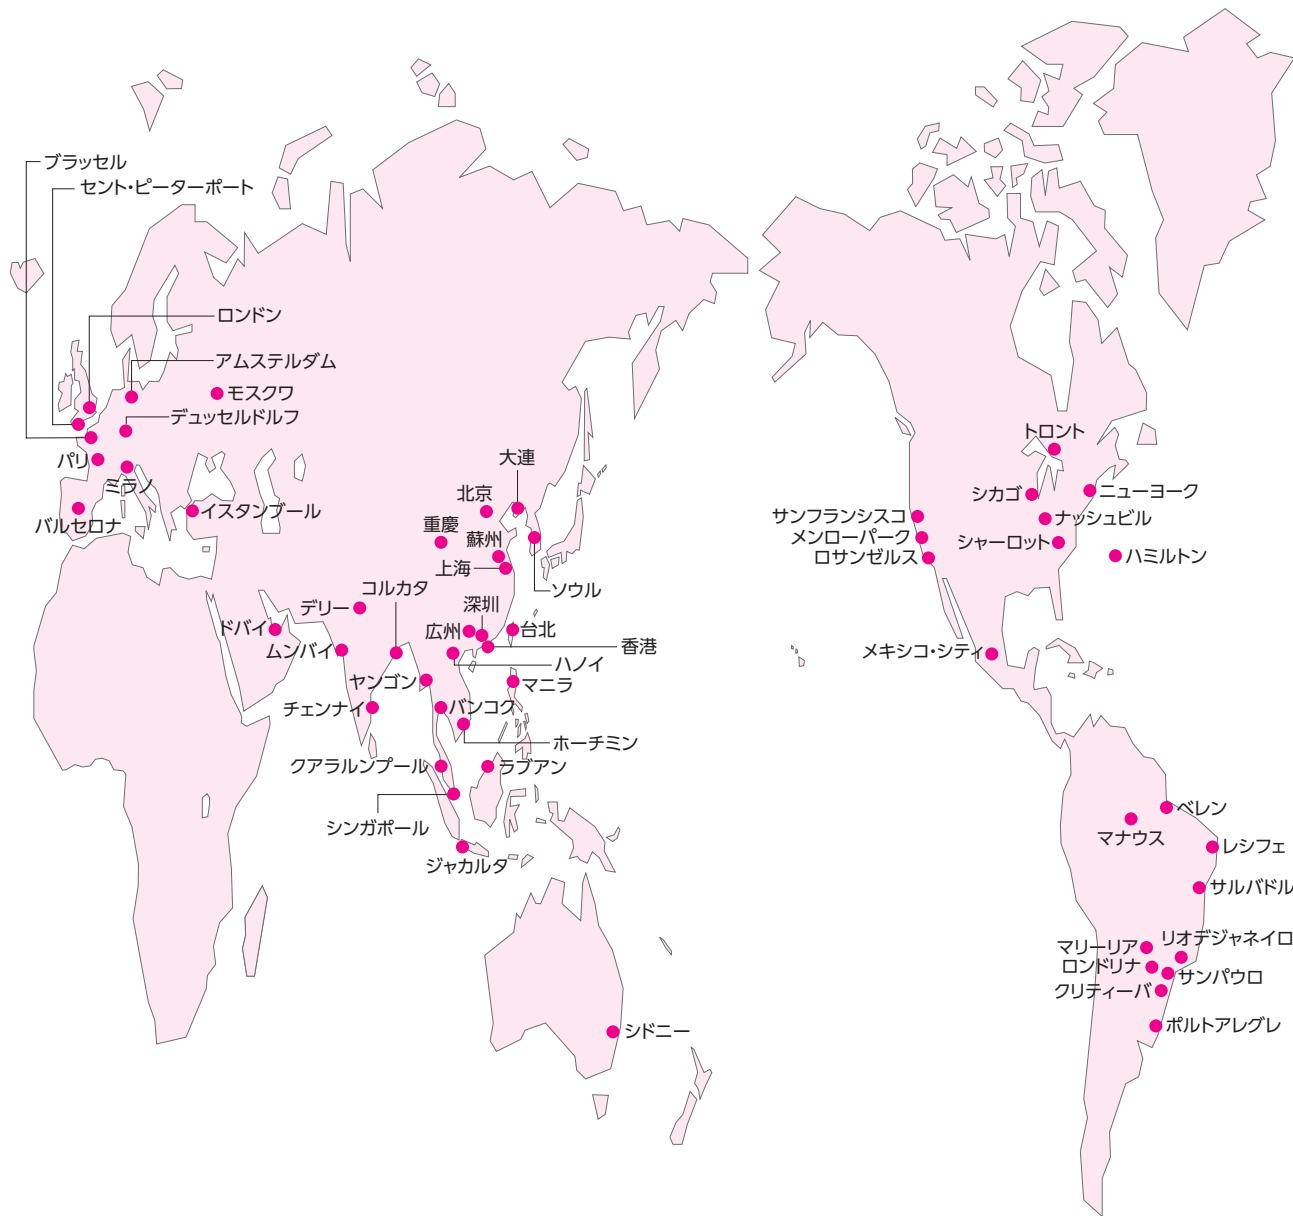 ブラッセル
セント・ピーターポート
ロンドン
アムステルダム
モスクワ
デュッセルドルフ
パリ
ミラノ
バルセロナ
イスタンブール
大連
北京
重慶
蘇州
上海
ソウル
コルカタ
デリー
深圳
ドバイ
広州
台北
ムンバイ
香港
ハノイ
ヤンゴン
マニラ
チェンナイ
バンコク
ホーチミン
クアラルンプール
ラブアン
シンガポール
ジャカルタ
シドニー
トロント
シカゴ
ニューヨーク
サンフランシスコ
ナッシュビル
メンローパーク
シャーロット
ロサンゼルス
ハミルトン
メキシコ・シティ
ベレン
マナウス
レシフェ
サルバドル
リオデジャネイロ
マリーリア
ロンドリナ
サンパウロ
クリティーバ
ポルトアレグレ